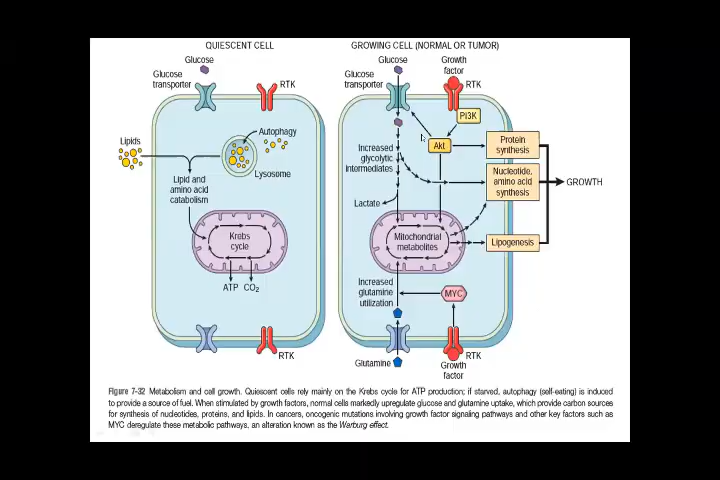 QUIESCENT CELL
Glucose
Glucose
transporter
RTK
Lipids
Autophagy
Lysosome
Lipid and
amino acid
catabolism
Krebs
cycle
ATP CO2
RTK
GROWING CELL (NORMAL OR TUMOR)
Glucose
Growth
factor
Glucose
transporter
RTK
PI3K
Akt
Increased
glycolytic
intermediates
Lactate
Mitochondrial
metabolites
Increased
glutamine
utilization
MYC
Glutamine
RTK
Growth
factor
Protein
synthesis
Nucleotide,
amino acid
synthesis
Lipogenesis
GROWTH
Figure 7-32 Metabolism and cell growth. Quiescent cells rely mainly on the Krebs cycle for ATP production; if starved, autophagy (self-eating) is induced
to provide a source of fuel. When stimulated by growth factors, normal cells markedly upregulate glucose and glutamine uptake, which provide carbon sources
for synthesis of nucleotides, proteins, and lipids. In cancers, oncogenic mutations involving growth factor signaling pathways and other key factors such as
MYC deregulate these metabolic pathways, an alteration known as the Warburg effect.